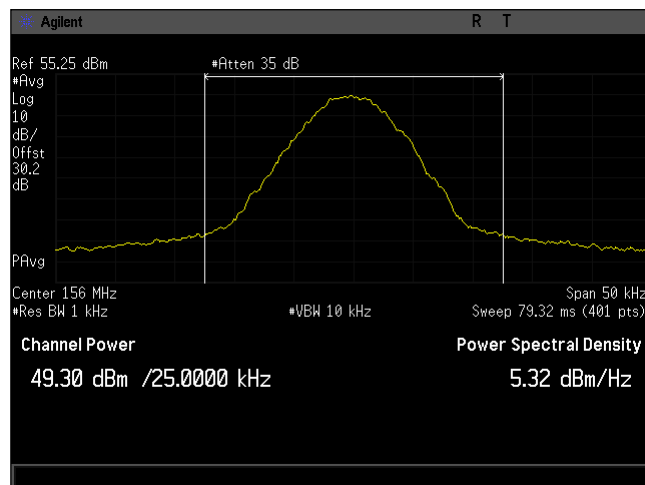 Agilent R T
Ref 55.25 dBm #Atten 35 dB
#Avg
Log
10
dB/
Offst
30.2
dB
PAvg
Center 156 MHz Span 50 kHz
#Res BW 1 kHz #VBW 10 kHz Sweep 79.32 ms (401 pts)
Channel Power Power Spectral Density
49.30 dBm /25.0000 kHz 5.32 dBm/Hz